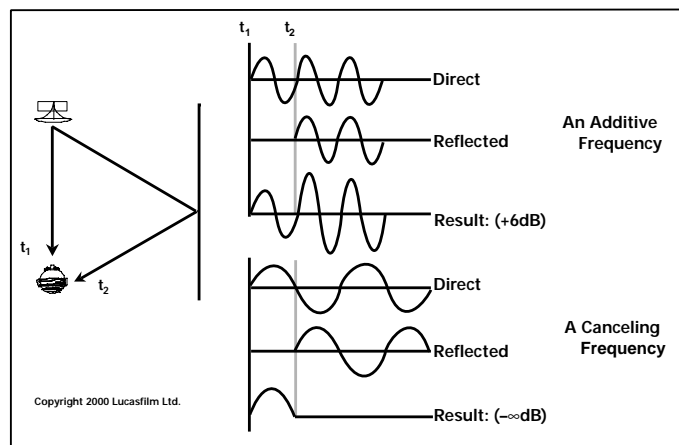 t1
t2
Direct
Reflected
An Additive
Frequency
Result: (+6dB)
t1
t2
Direct
Reflected
A Canceling
Frequency
Result: (–∞dB)
Copyright 2000 Lucasfilm Ltd.